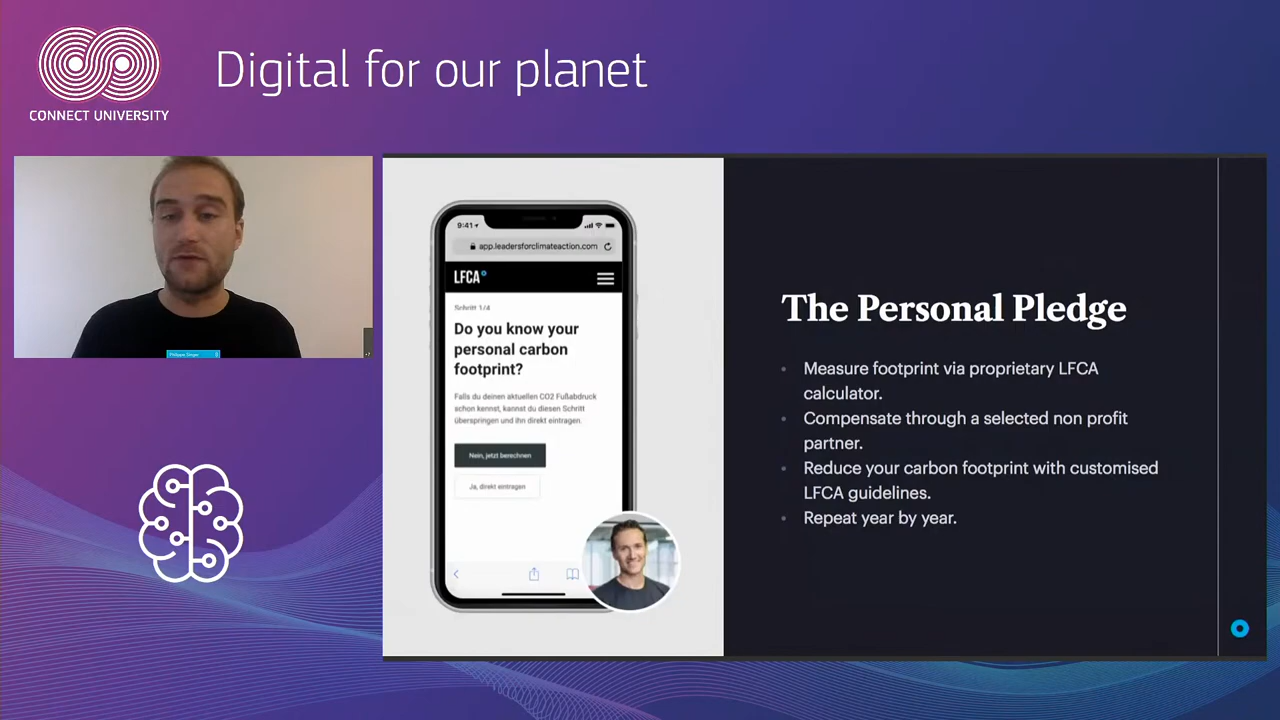 CONNECT UNIVERSITY
Digital for our planet
9:41
app.leadersforclimateaction.com
LFCA
Schritt 1/4
Do you know your
personal carbon
footprint?
Falls du deinen aktuellen CO2 Fußabdruck
schon kennst, kannst du diesen Schritt
überspringen und ihn direkt eintragen.
Nein, jetzt berechnen
Ja, direkt eintragen
The Personal Pledge
• Measure footprint via proprietary LFCA
calculator.
• Compensate through a selected non profit
partner.
• Reduce your carbon footprint with customised
LFCA guidelines.
• Repeat year by year.